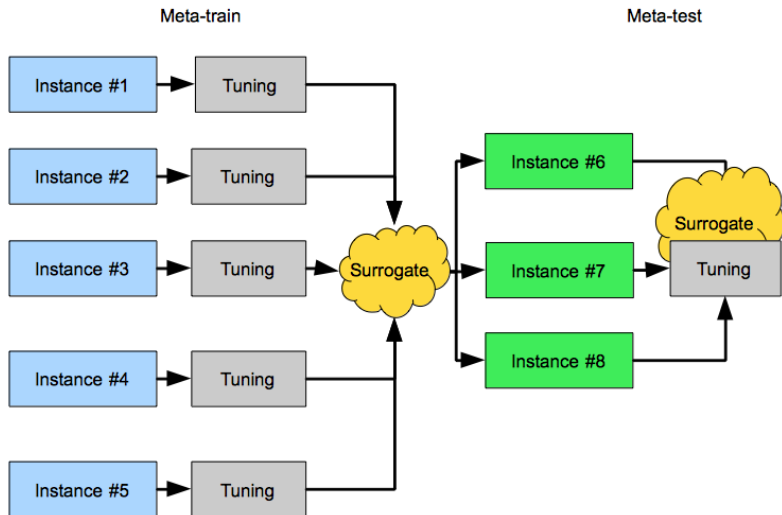 Meta-train
Meta-test
Instance #1
Tuning
Instance #2
Tuning
Instance #3
Tuning
Instance #4
Tuning
Instance #5
Tuning
Surrogate
Instance #6
Instance #7
Instance #8
Surrogate
Tuning